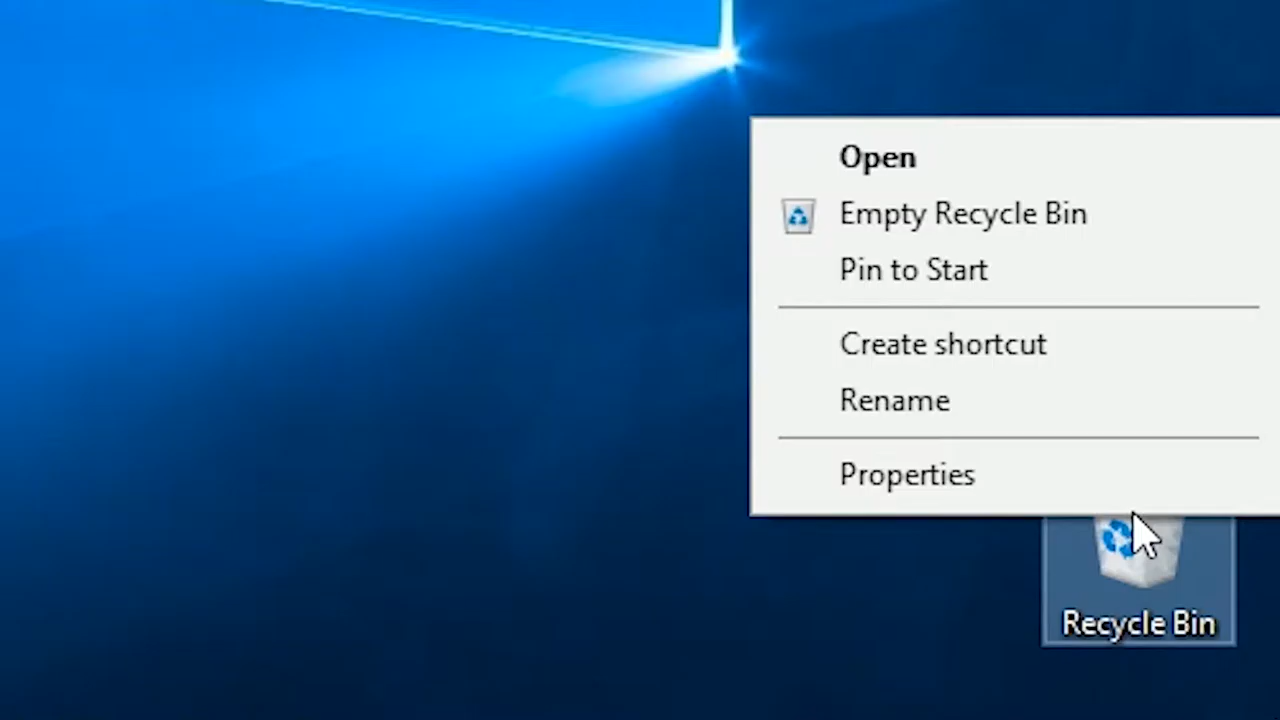 Open
Empty Recycle Bin
Pin to Start
Create shortcut
Rename
Properties
Recycle Bin